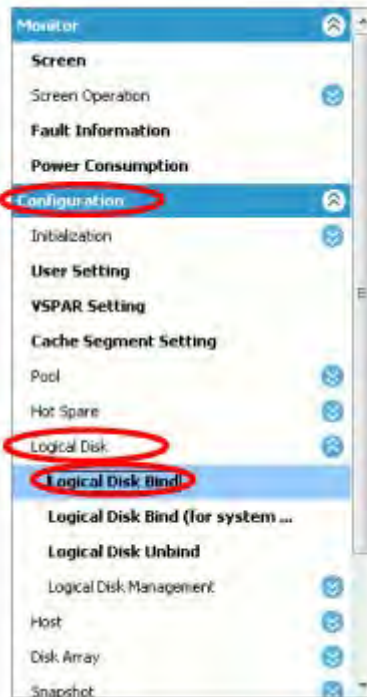 Monitor
Screen
Screen Operation
Fault Information
Power Consumption
Configuration
Initialization
User Setting
VSPAR Setting
Cache Segment Setting
Pool
Hot Spare
Logical Disk
Logical Disk Bind
Logical Disk Bind (for system ...
Logical Disk Unbind
Logical Disk Management
Host
Disk Array
Snapshot